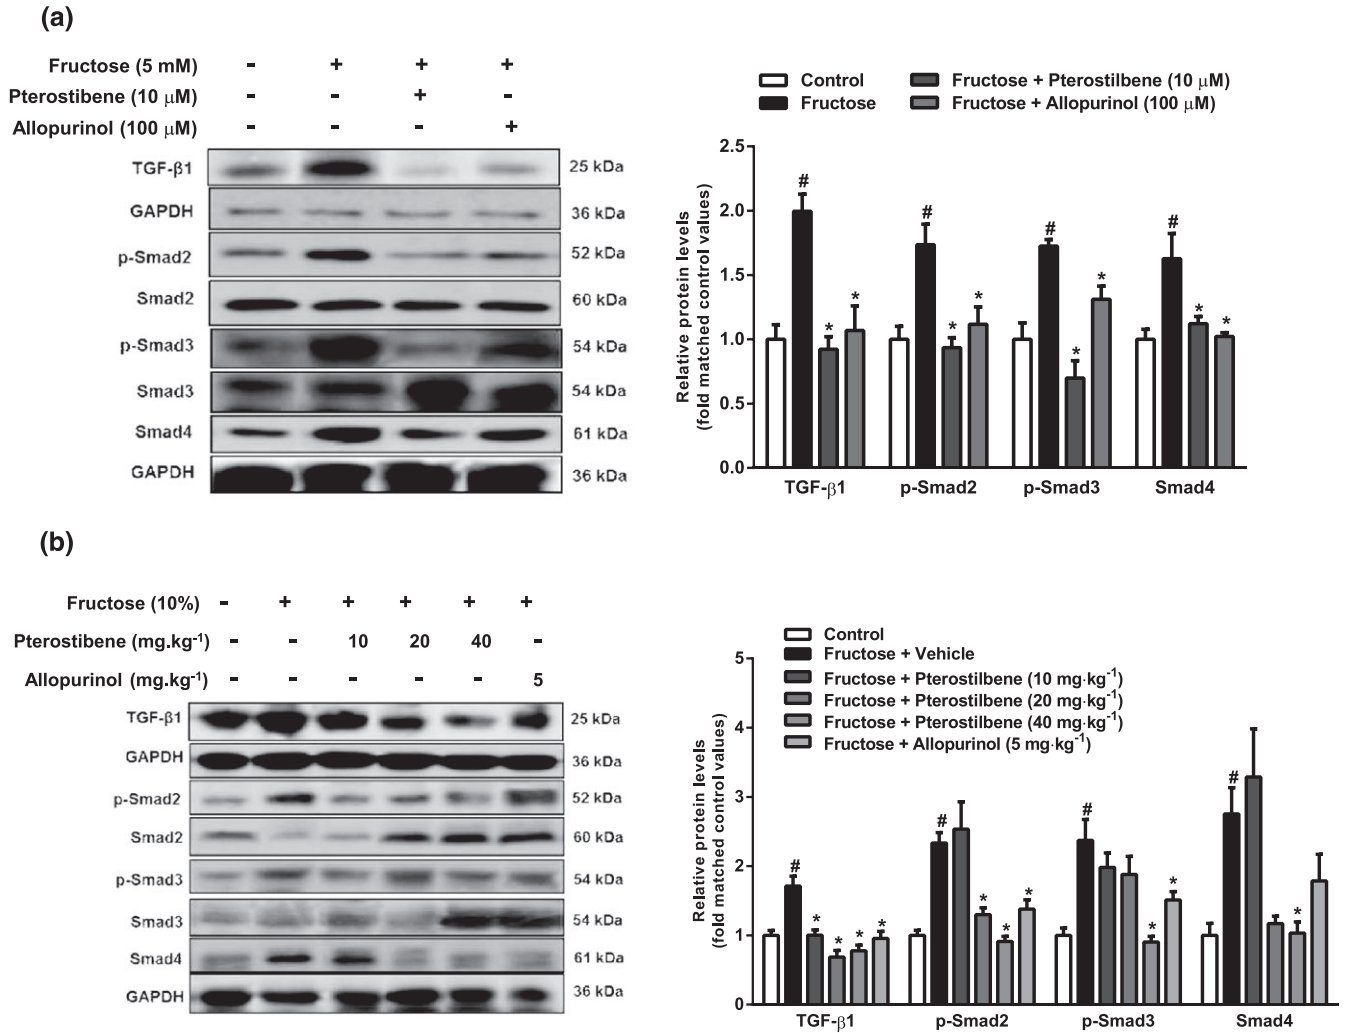 (a)
Fructose (5 mM) - + + +
Pterostibene (10 μM) - - + -
Allopurinol (100 μM) - - - +
TGF-β1 25 kDa
GAPDH 36 kDa
p-Smad2 52 kDa
Smad2 60 kDa
p-Smad3 54 kDa
Smad3 54 kDa
Smad4 61 kDa
GAPDH 36 kDa
Control
Fructose
Fructose + Pterostilbene (10 μM)
Fructose + Allopurinol (100 μM)
Relative protein levels
(fold matched control values)
2.5
2.0
1.5
1.0
0.5
0.0
# * *
# * *
# * *
# * *
TGF-β1 p-Smad2 p-Smad3 Smad4
(b)
Fructose (10%) - + + + + +
Pterostibene (mg.kg-1) - - 10 20 40 -
Allopurinol (mg.kg-1) - - - - - 5
TGF-β1 25 kDa
GAPDH 36 kDa
p-Smad2 52 kDa
Smad2 60 kDa
p-Smad3 54 kDa
Smad3 54 kDa
Smad4 61 kDa
GAPDH 36 kDa
Control
Fructose + Vehicle
Fructose + Pterostilbene (10 mg·kg-1)
Fructose + Pterostilbene (20 mg·kg-1)
Fructose + Pterostilbene (40 mg·kg-1)
Fructose + Allopurinol (5 mg·kg-1)
Relative protein levels
(fold matched control values)
5
4
3
2
1
0
# * * * *
# * * *
# * *
# *
TGF-β1 p-Smad2 p-Smad3 Smad4